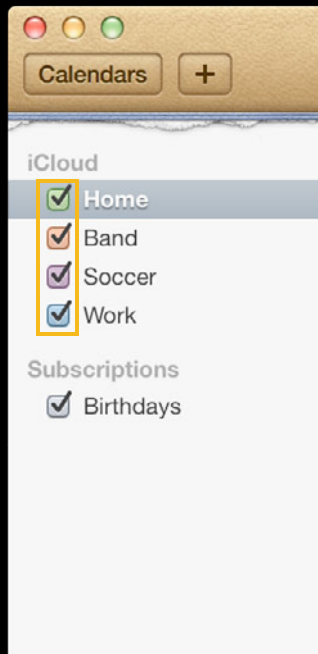 Calendars +
iCloud
Home
Band
Soccer
Work
Subscriptions
Birthdays